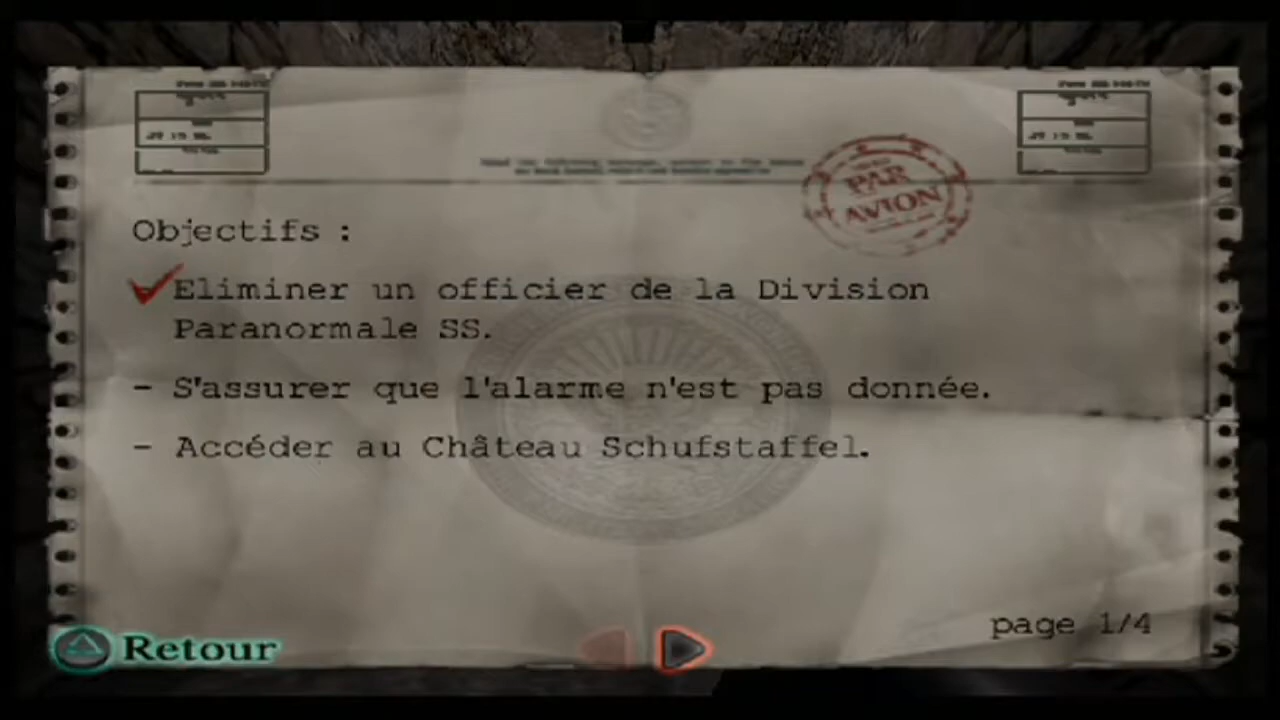 PAR
AVION
Objectifs :
Eliminer un officier de la Division
Paranormale SS.
- S'assurer que l'alarme n'est pas donnée.
- Accéder au Château Schufstaffel.
page 1/4
Retour